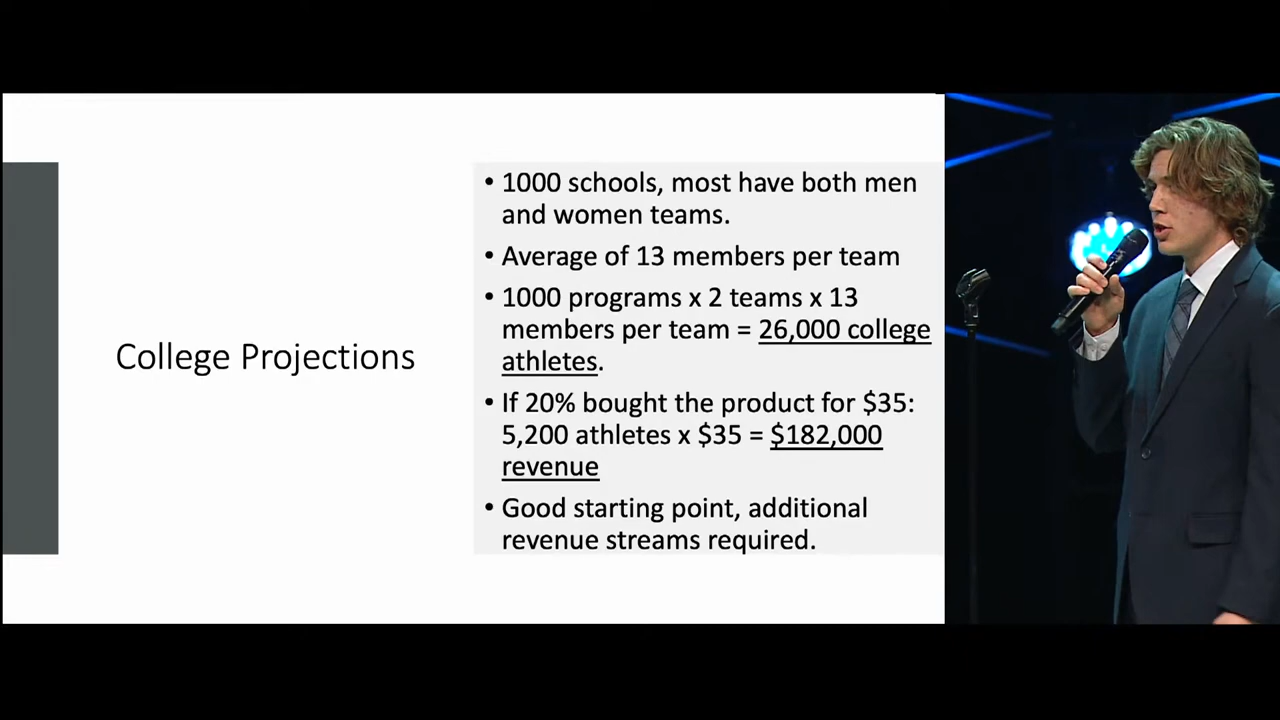 College Projections
• 1000 schools, most have both men
and women teams.
• Average of 13 members per team
• 1000 programs x 2 teams x 13
members per team = 26,000 college
athletes.
• If 20% bought the product for $35:
5,200 athletes x $35 = $182,000
revenue
• Good starting point, additional
revenue streams required.